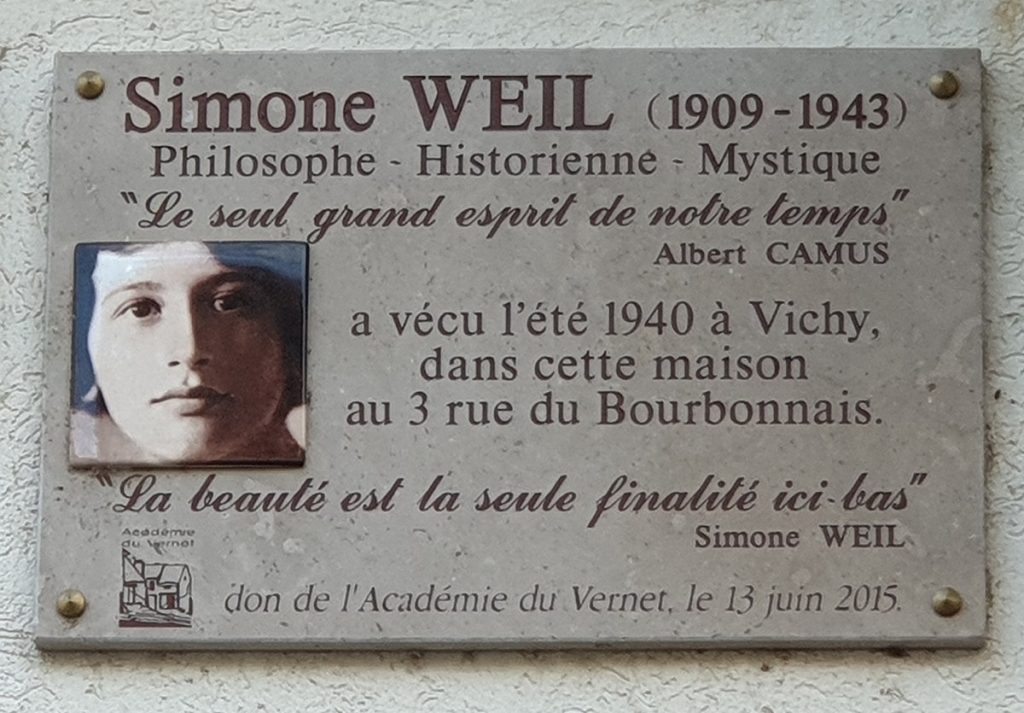 Simone WEIL (1909-1943)
Philosophe - Historienne - Mystique
"Le seul grand esprit de notre temps"
Albert CAMUS
a vécu l'été 1940 à Vichy,
dans cette maison
au 3 rue du Bourbonnais.
"La beauté est la seule finalité ici-bas"
Simone WEIL
Académie
du Vernet
don de l'Académie du Vernet, le 13 juin 2015.